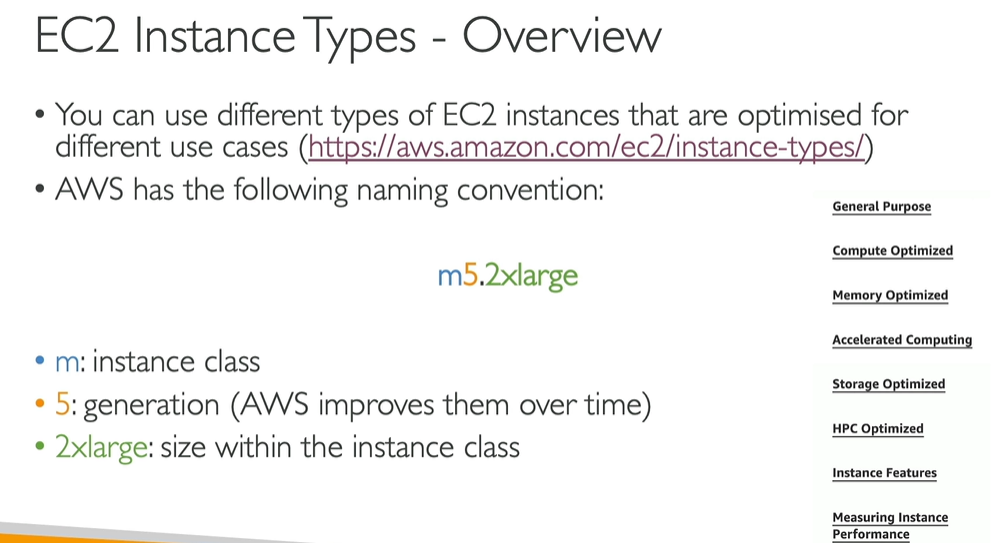 EC2 Instance Types - Overview
• You can use different types of EC2 instances that are optimised for
different use cases (https://aws.amazon.com/ec2/instance-types/)
• AWS has the following naming convention:
m5.2xlarge
• m: instance class
• 5: generation (AWS improves them over time)
• 2xlarge: size within the instance class
General Purpose
Compute Optimized
Memory Optimized
Accelerated Computing
Storage Optimized
HPC Optimized
Instance Features
Measuring Instance
Performance